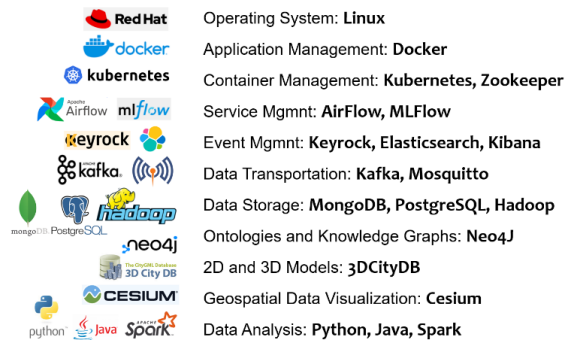 Red Hat Operating System: Linux
docker Application Management: Docker
kubernetes Container Management: Kubernetes, Zookeeper
Apache Airflow mlflow Service Mgmnt: AirFlow, MLFlow
keyrock Event Mgmnt: Keyrock, Elasticsearch, Kibana
APACHE kafka Data Transportation: Kafka, Mosquitto
mongoDB PostgreSQL hadoop Data Storage: MongoDB, PostgreSQL, Hadoop
neo4j Ontologies and Knowledge Graphs: Neo4J
The CityGML Database
3D City DB 2D and 3D Models: 3DCityDB
CESIUM Geospatial Data Visualization: Cesium
python Java APACHE Spark Data Analysis: Python, Java, Spark